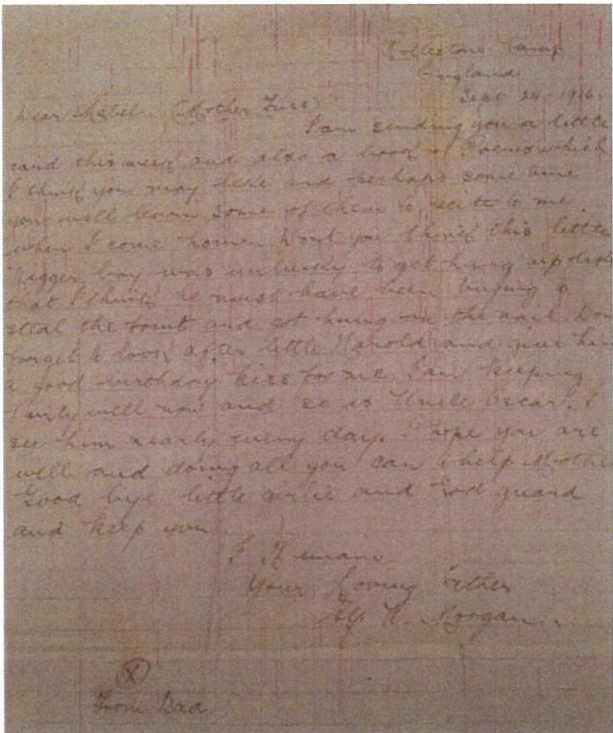 Rollestone Camp
England
Sept 24-1916
Dear Mabel. (Mother Fuss)
I am sending you a little
card this week and also a book of Poems which
I think you may like and perhaps some time
you will learn some of them to recite to me
when I come home. Dont you think this little
Nigger boy was unlucky to get hung up like
that I think he must have been trying to
steal the fruit and got hung on the nail Don
forget to look after little Harold and give him
a good birthday kiss for me. I am keeping
fairly well now and so is Uncle Oscar. I
see him nearly every day. I hope you are
well and doing all you can to help Mother
Good bye little girlie and God guard
and keep you.
I Remain
Your Loving Father
Alf W. Morgan.
X
From Dad.